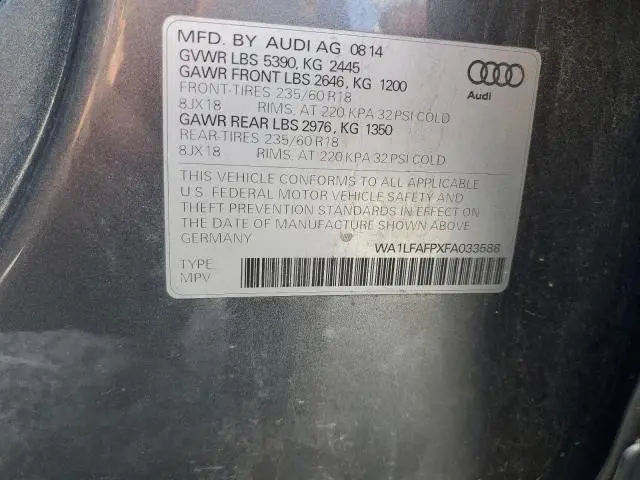 MFD. BY AUDI AG 08 14
GVWR LBS 5390, KG 2445
GAWR FRONT LBS 2646, KG 1200
FRONT-TIRES 235/60 R18
8JX18 RIMS. AT 220 KPA 32 PSI COLD
GAWR REAR LBS 2976, KG 1350
REAR-TIRES 235/60 R18
8JX18 RIMS. AT 220 KPA 32 PSI COLD
Audi
THIS VEHICLE CONFORMS TO ALL APPLICABLE
U.S. FEDERAL MOTOR VEHICLE SAFETY AND
THEFT PREVENTION STANDARDS IN EFFECT ON
THE DATE OF MANUFACTURE SHOWN ABOVE
GERMANY
WA1LFAFPXFA033588
TYPE:
MPV